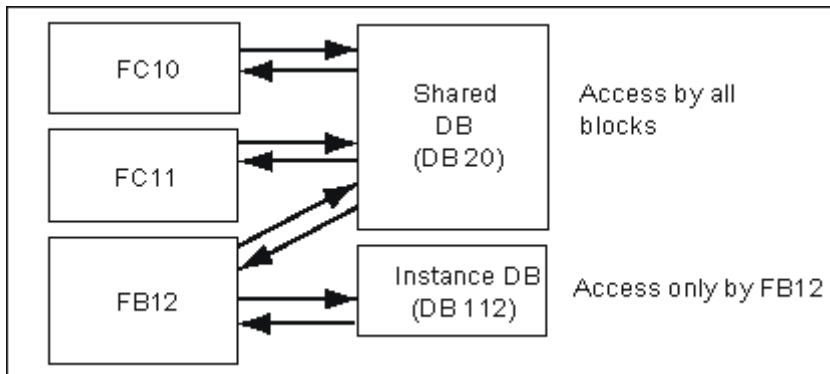 FC10
Shared
DB
(DB 20)
Access by all
blocks
FC11
FB12
Instance DB
(DB 112)
Access only by FB12